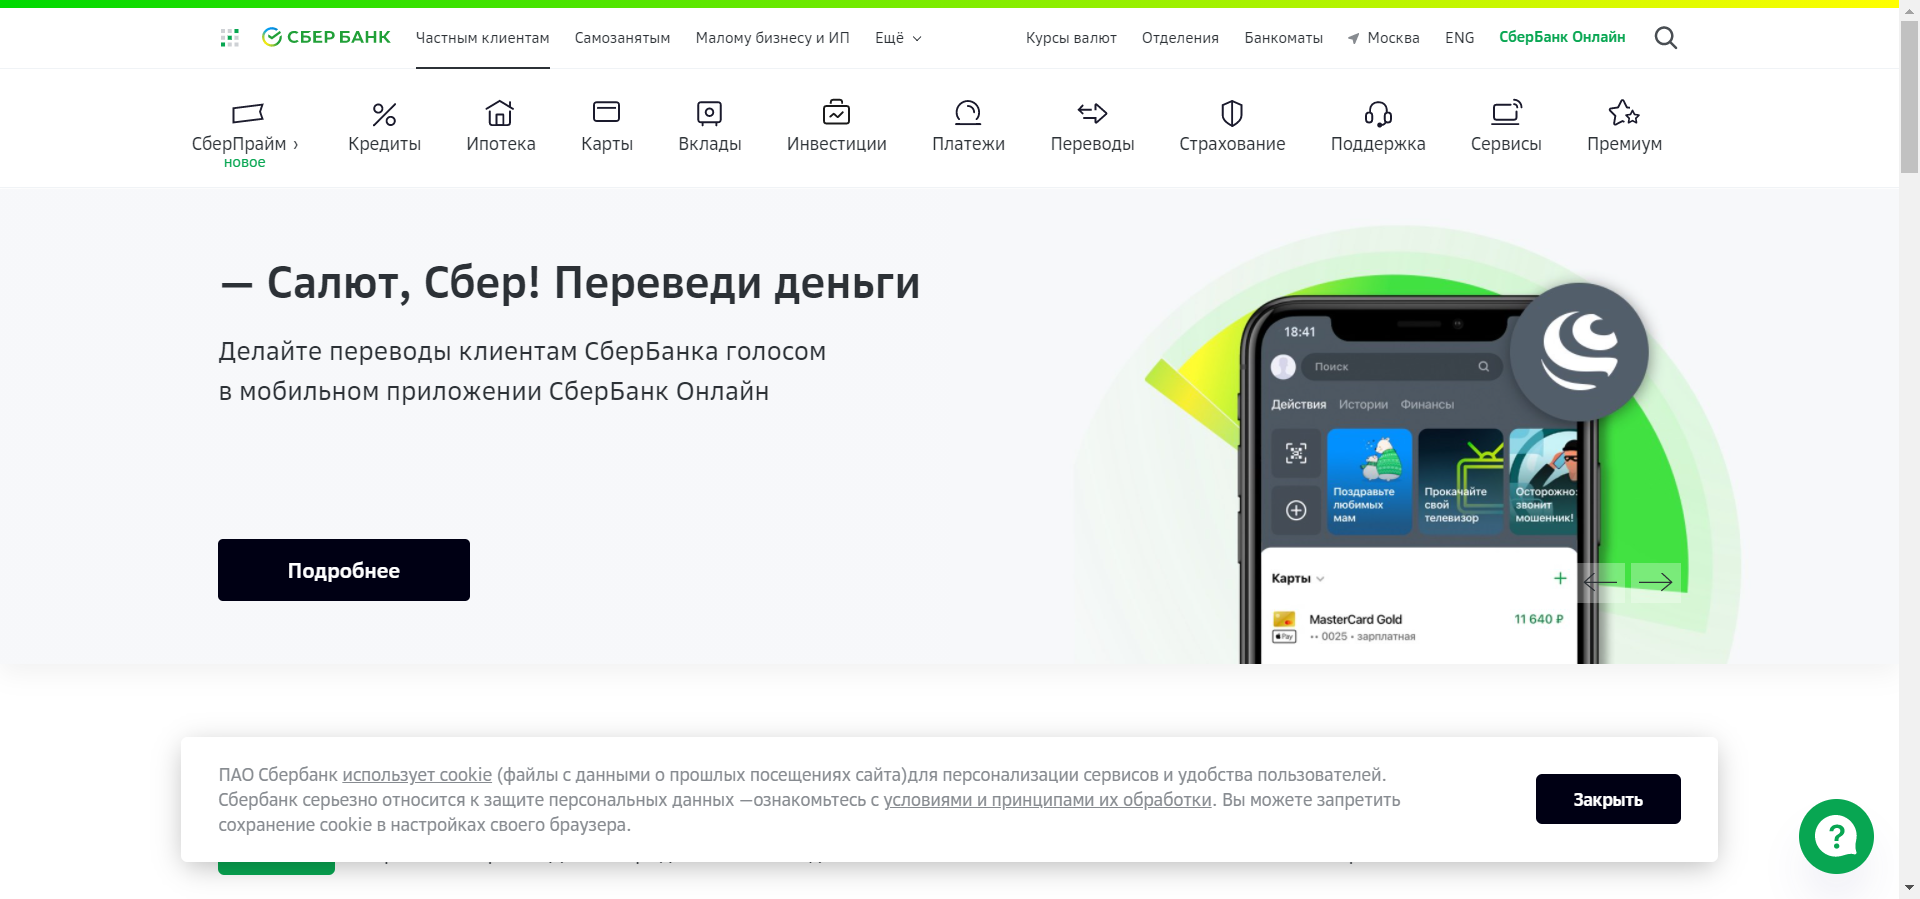 СБЕР БАНК Частным клиентам Самозанятым Малому бизнесу и ИП Ещё Курсы валют Отделения Банкоматы Москва ENG СберБанк Онлайн
СберПрайм › Кредиты Ипотека Карты Вклады Инвестиции Платежи Переводы Страхование Поддержка Сервисы Премиум
новое
— Салют, Сбер! Переведи деньги
Делайте переводы клиентам СберБанка голосом
в мобильном приложении СберБанк Онлайн
Подробнее
18:41
Поиск
Действия Истории Финансы
Поздравьте
любимых
мам
Прокачайте
свой
телевизор
Осторожно:
звонит
мошенник!
Карты
MasterCard Gold 11 640 ₽
Pay •• 0025 • зарплатная
ПАО Сбербанк использует cookie (файлы с данными о прошлых посещениях сайта)для персонализации сервисов и удобства пользователей.
Сбербанк серьезно относится к защите персональных данных —ознакомьтесь с условиями и принципами их обработки. Вы можете запретить
сохранение cookie в настройках своего браузера.
Закрыть